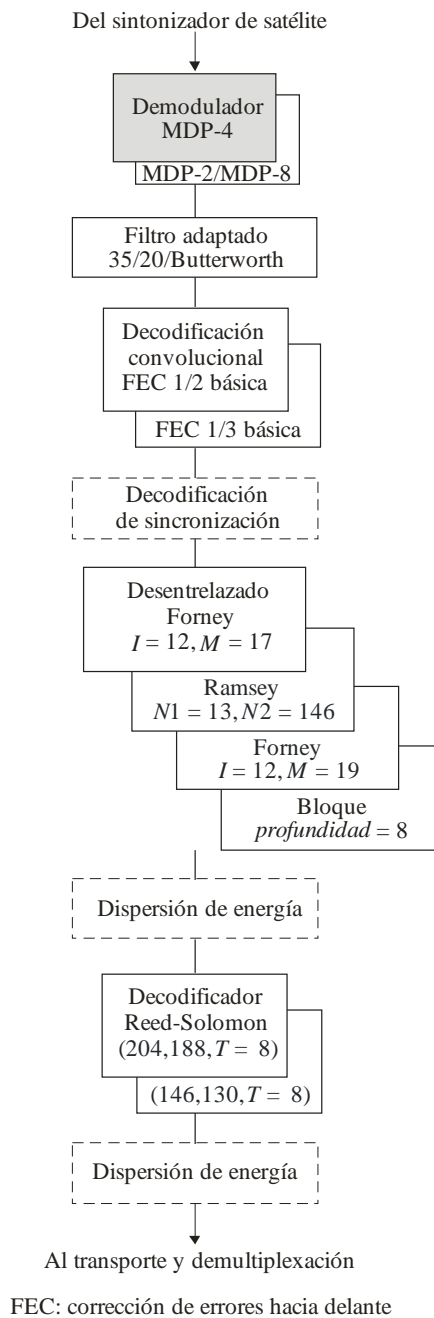 Del sintonizador de satélite
Demodulador
MDP-4
MDP-2/MDP-8
Filtro adaptado
35/20/Butterworth
Decodificación
convolucional
FEC 1/2 básica
FEC 1/3 básica
Decodificación
de sincronización
Desentrelazado
Forney
I = 12, M = 17
Ramsey
N1 = 13, N2 = 146
Forney
I = 12, M = 19
Bloque
profundidad = 8
Dispersión de energía
Decodificador
Reed-Solomon
(204,188, T = 8)
(146,130, T = 8)
Dispersión de energía
Al transporte y demultiplexación
FEC: corrección de errores hacia delante